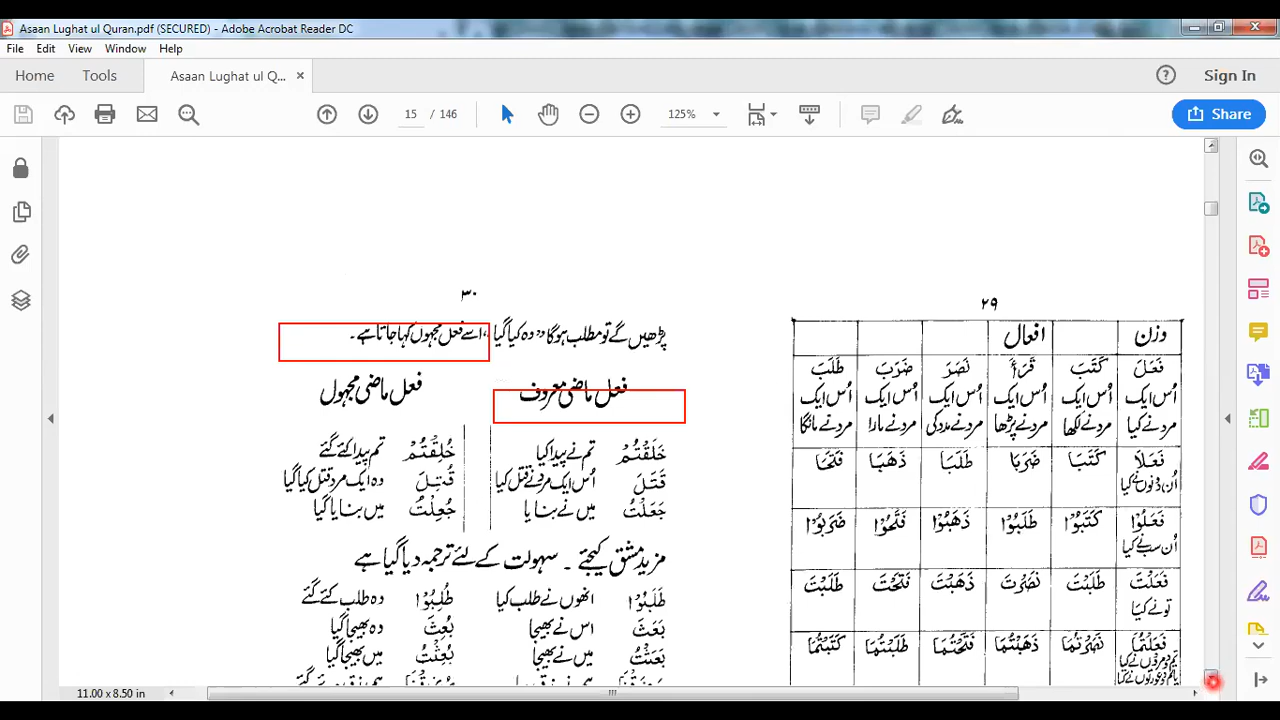 Asaan Lughat ul Quran.pdf (SECURED) - Adobe Acrobat Reader DC
File Edit View Window Help
Home Tools Asaan Lughat ul Q... ×
15 / 146 125% Share
Sign In
۲۹
وزن افعال
فَعَلَ كَتَبَ قَرَأَ نَصَرَ ضَرَبَ طَلَبَ
اُس ایک اُس ایک اُس ایک اُس ایک اُس ایک اُس ایک
مرد نے کیا مرد نے لکھا مرد نے پڑھا مرد نے مدد کی مرد نے مارا مرد نے مانگا
فَعَلَا كَتَبَا ضَرَبَا طَلَبَا ذَهَبَا فَتَحَا
اُن دونوں نے کیا
فَعَلُوْا كَتَبُوْا طَلَبُوْا ذَهَبُوْا فَتَحُوْا ضَرَبُوْا
اُن سب نے کیا
فَعَلْتَ طَلَبْتَ نَصَرْتَ ذَهَبْتَ فَتَحْتَ طَلَبْتَ
تو نے کیا
فَعَلْتُمَا نَصَرْتُمَا ذَهَبْتُمَا فَتَحْتُمَا طَلَبْتُمَا كَتَبْتُمَا
۳۰
پڑھیں گے تو مطلب ہوگا "وہ کیا گیا" ، اسے فعل مجہول کہا جاتا ہے ۔
فعل ماضی معروف فعل ماضی مجہول
خَلَقْتُمْ تم نے پیدا کیا خُلِقْتُمْ تم پیدا کئے گئے
قَتَلَ اُس ایک مرد نے قتل کیا قُتِلَ وہ ایک مرد قتل کیا گیا
جَعَلْتُ میں نے بنایا جُعِلْتُ میں بنایا گیا
مزید مشق کیجئے ۔ سہولت کے لئے ترجمہ دیا گیا ہے
طَلَبُوْا انھوں نے طلب کیا طُلِبُوْا وہ طلب کئے گئے
بَعَثَ اس نے بھیجا بُعِثَ وہ بھیجا گیا
بَعَثْتُ میں نے بھیجا بُعِثْتُ میں بھیجا گیا
11.00 x 8.50 in